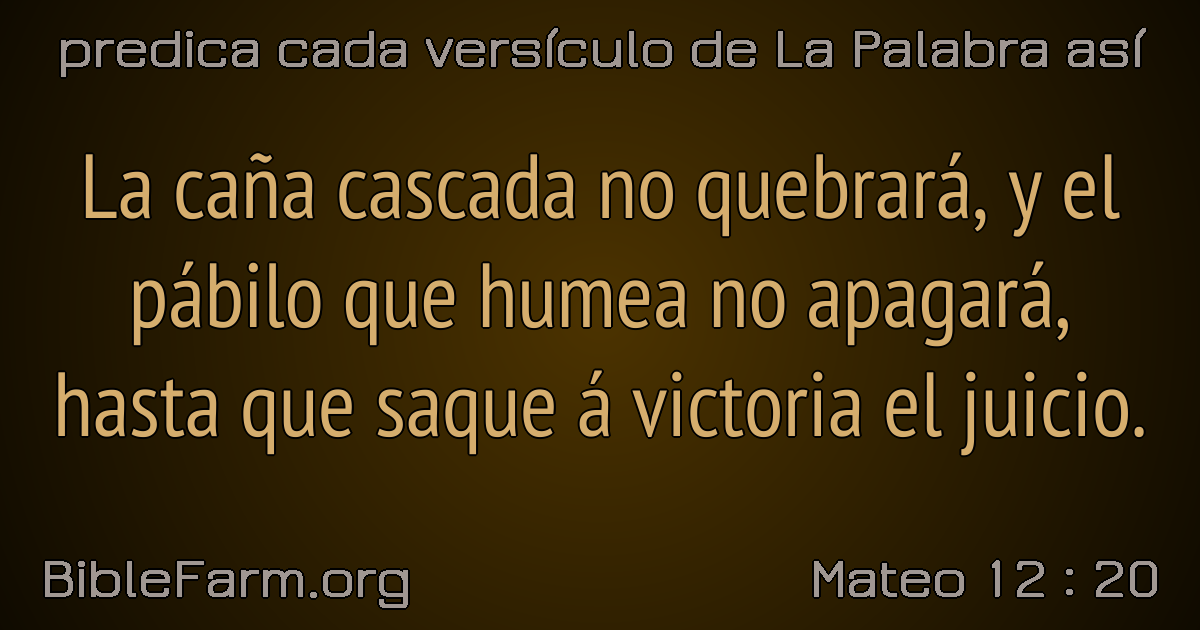 predica cada versículo de La Palabra así
La caña cascada no quebrará, y el
pábilo que humea no apagará,
hasta que saque á victoria el juicio.
BibleFarm.org
Mateo 12 : 20